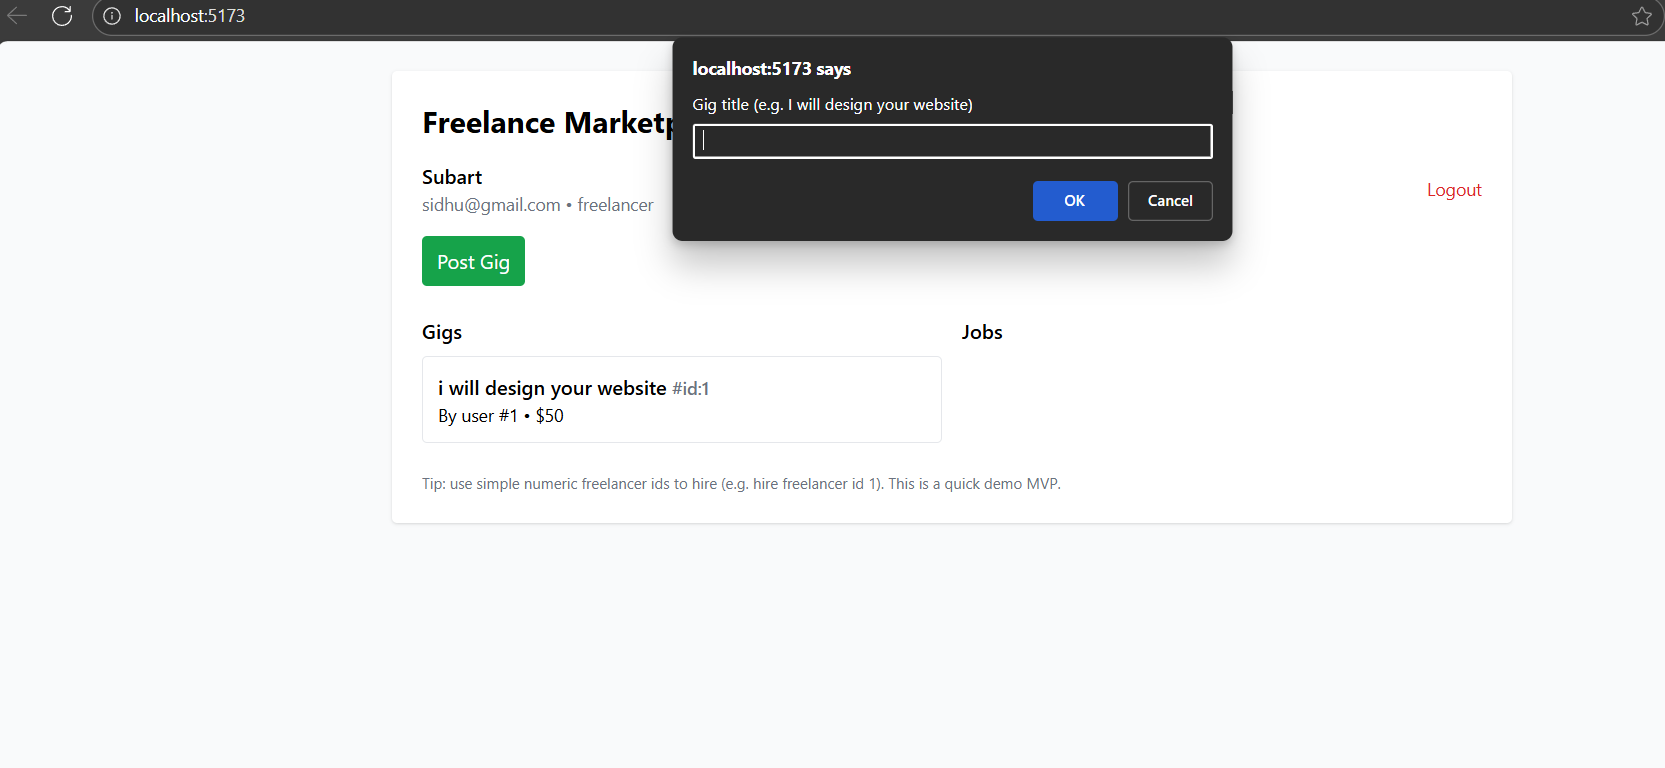 localhost:5173
localhost:5173 says
Gig title (e.g. I will design your website)
OK
Cancel
Freelance Marketp
Subart
sidhu@gmail.com • freelancer
Logout
Post Gig
Gigs
Jobs
i will design your website #id:1
By user #1 • $50
Tip: use simple numeric freelancer ids to hire (e.g. hire freelancer id 1). This is a quick demo MVP.